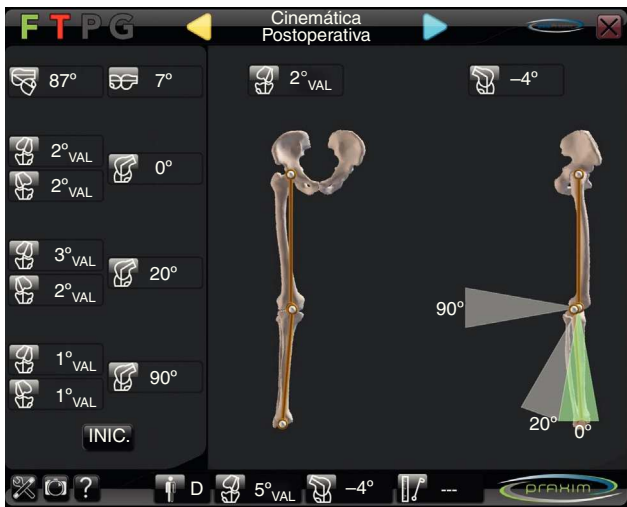 F T P G
Cinemática
Postoperativa
87° 7°
2°VAL -4°
2°VAL
2°VAL
0°
3°VAL
2°VAL
20°
1°VAL
1°VAL
90°
INIC.
90°
20°
0°
? D 5°VAL -4° ---
PRAXIM